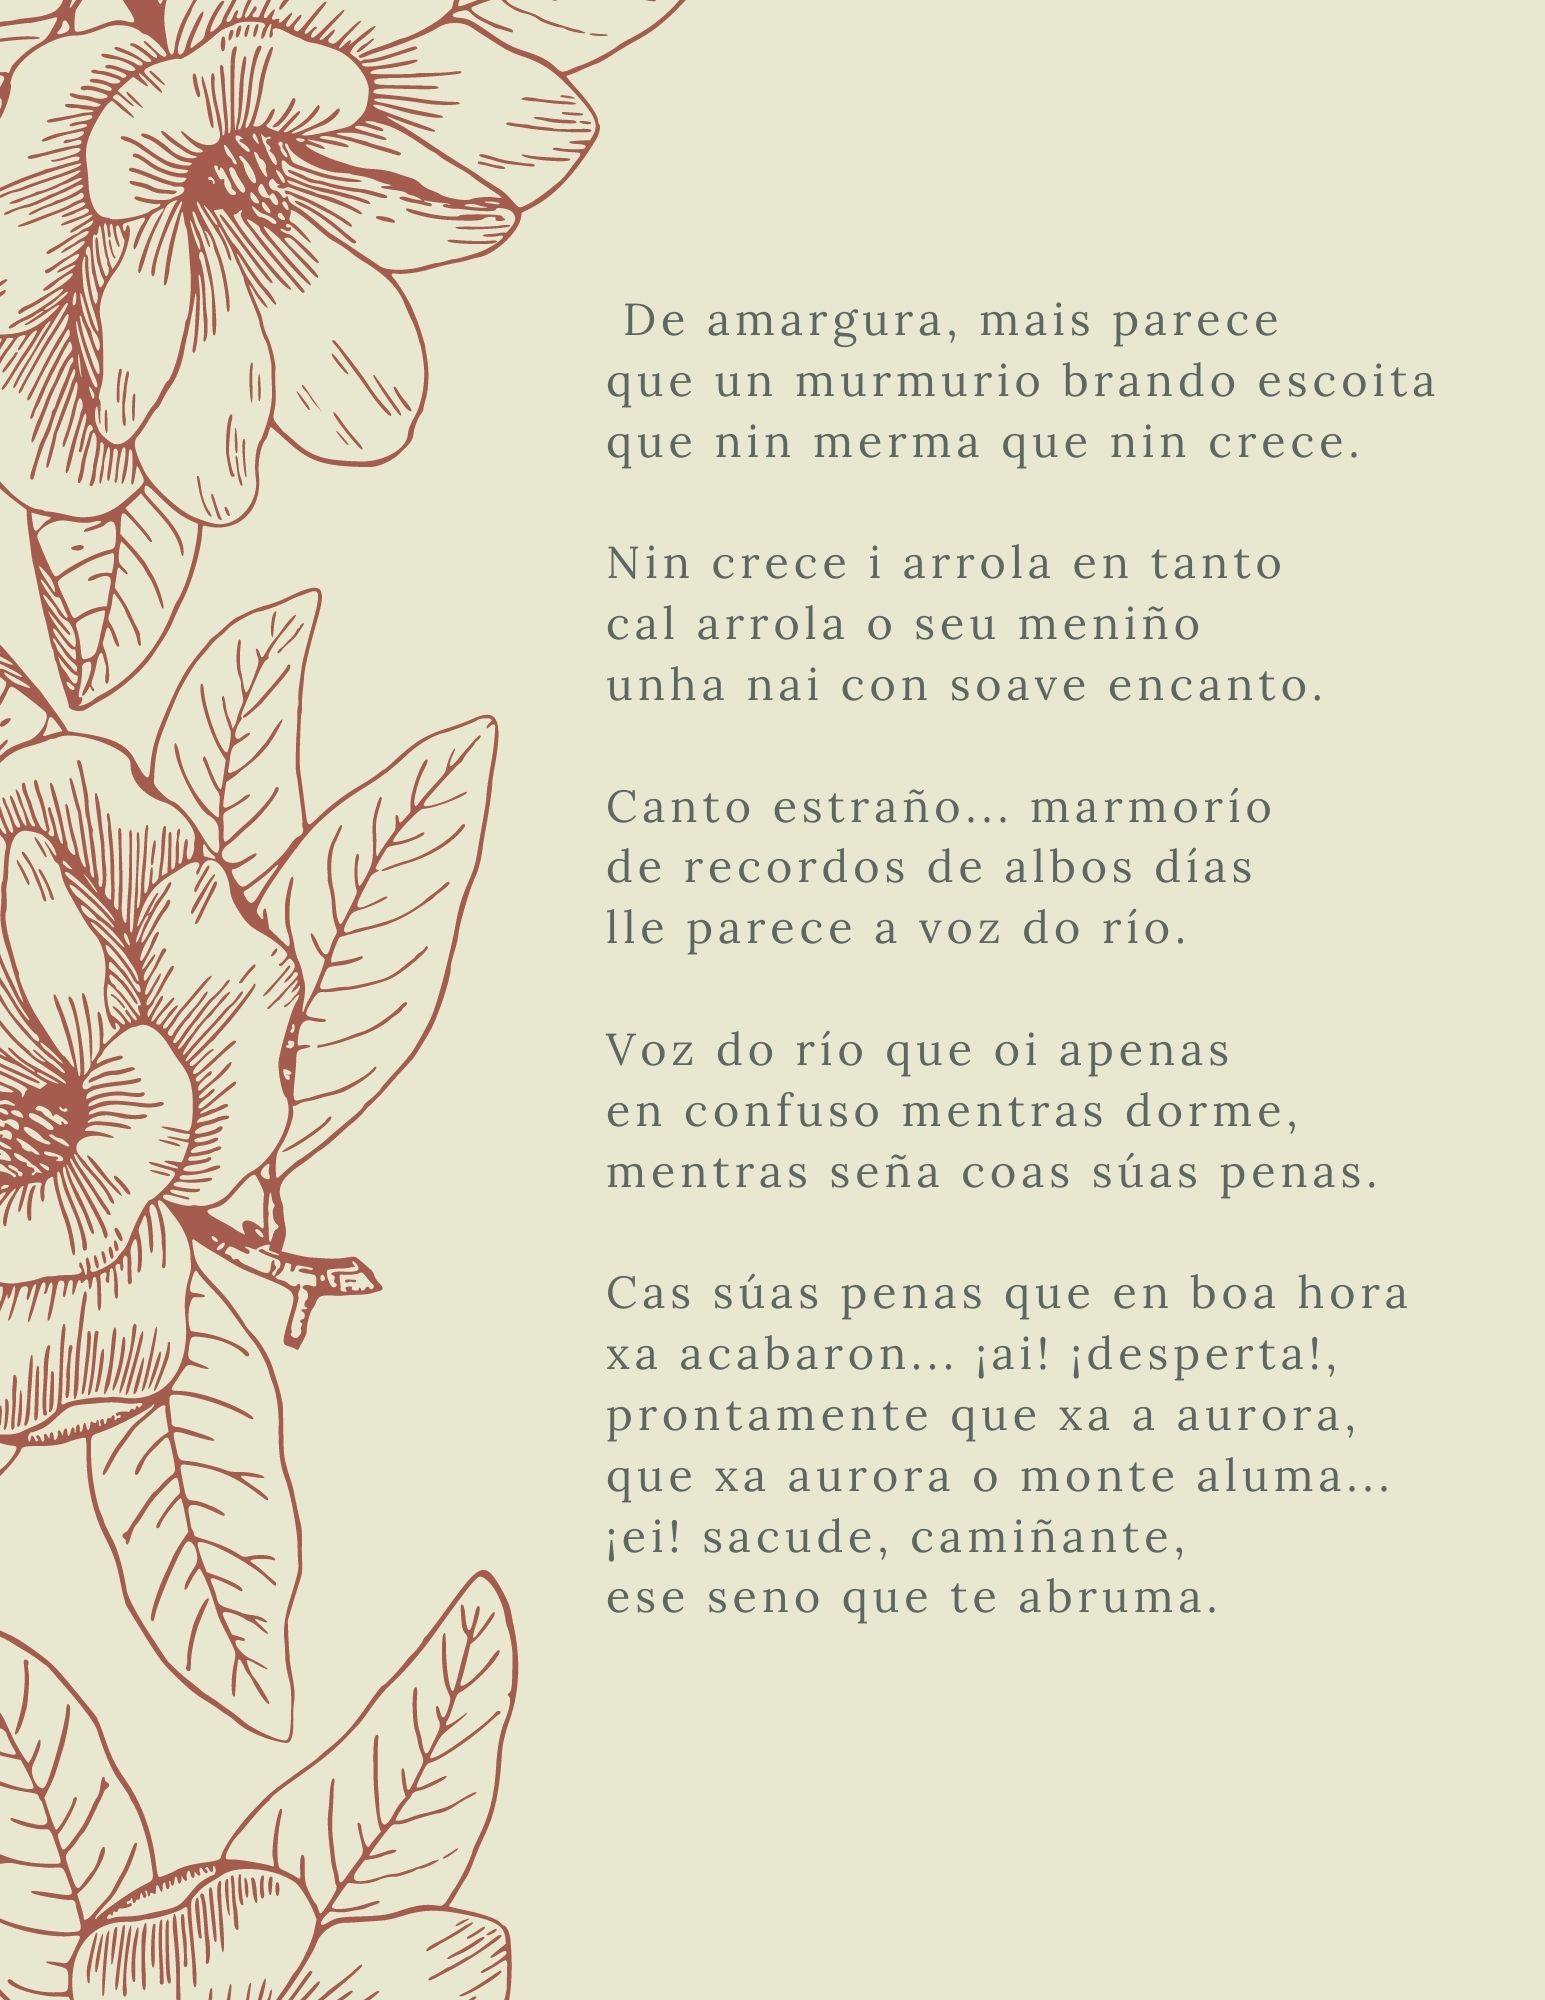 De amargura, mais parece
que un murmurio brando escoita
que nin merma que nin crece.
Nin crece i arrola en tanto
cal arrola o seu meniño
unha nai con soave encanto.
Canto estraño... marmorío
de recordos de albos días
lle parece a voz do río.
Voz do río que oi apenas
en confuso mentras dorme,
mentras seña coas súas penas.
Cas súas penas que en boa hora
xa acabaron... ¡ai! ¡desperta!,
prontamente que xa a aurora,
que xa aurora o monte aluma...
¡ei! sacude, camiñante,
ese seno que te abruma.